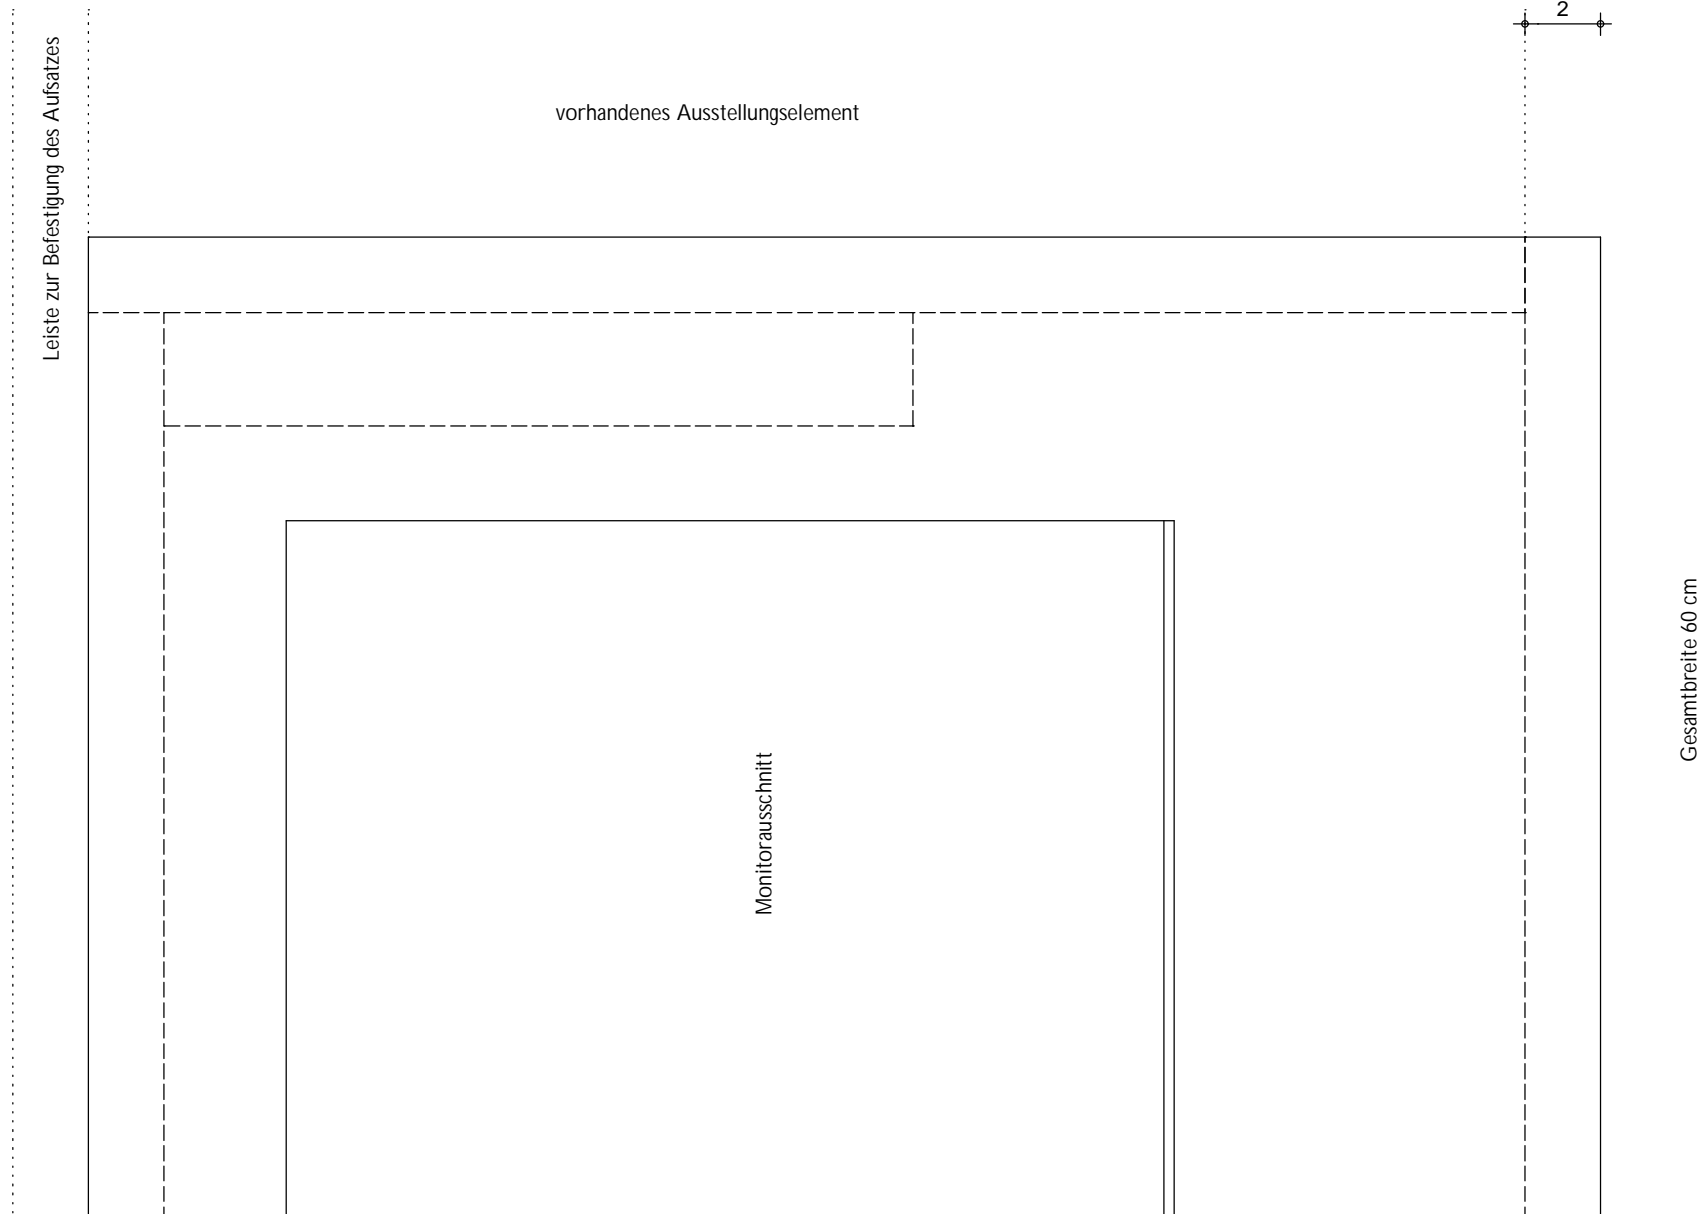 2
Leiste zur Befestigung des Aufsatzes
vorhandenes Ausstellungselement
Gesamtbreite 60 cm
Monitorausschnitt